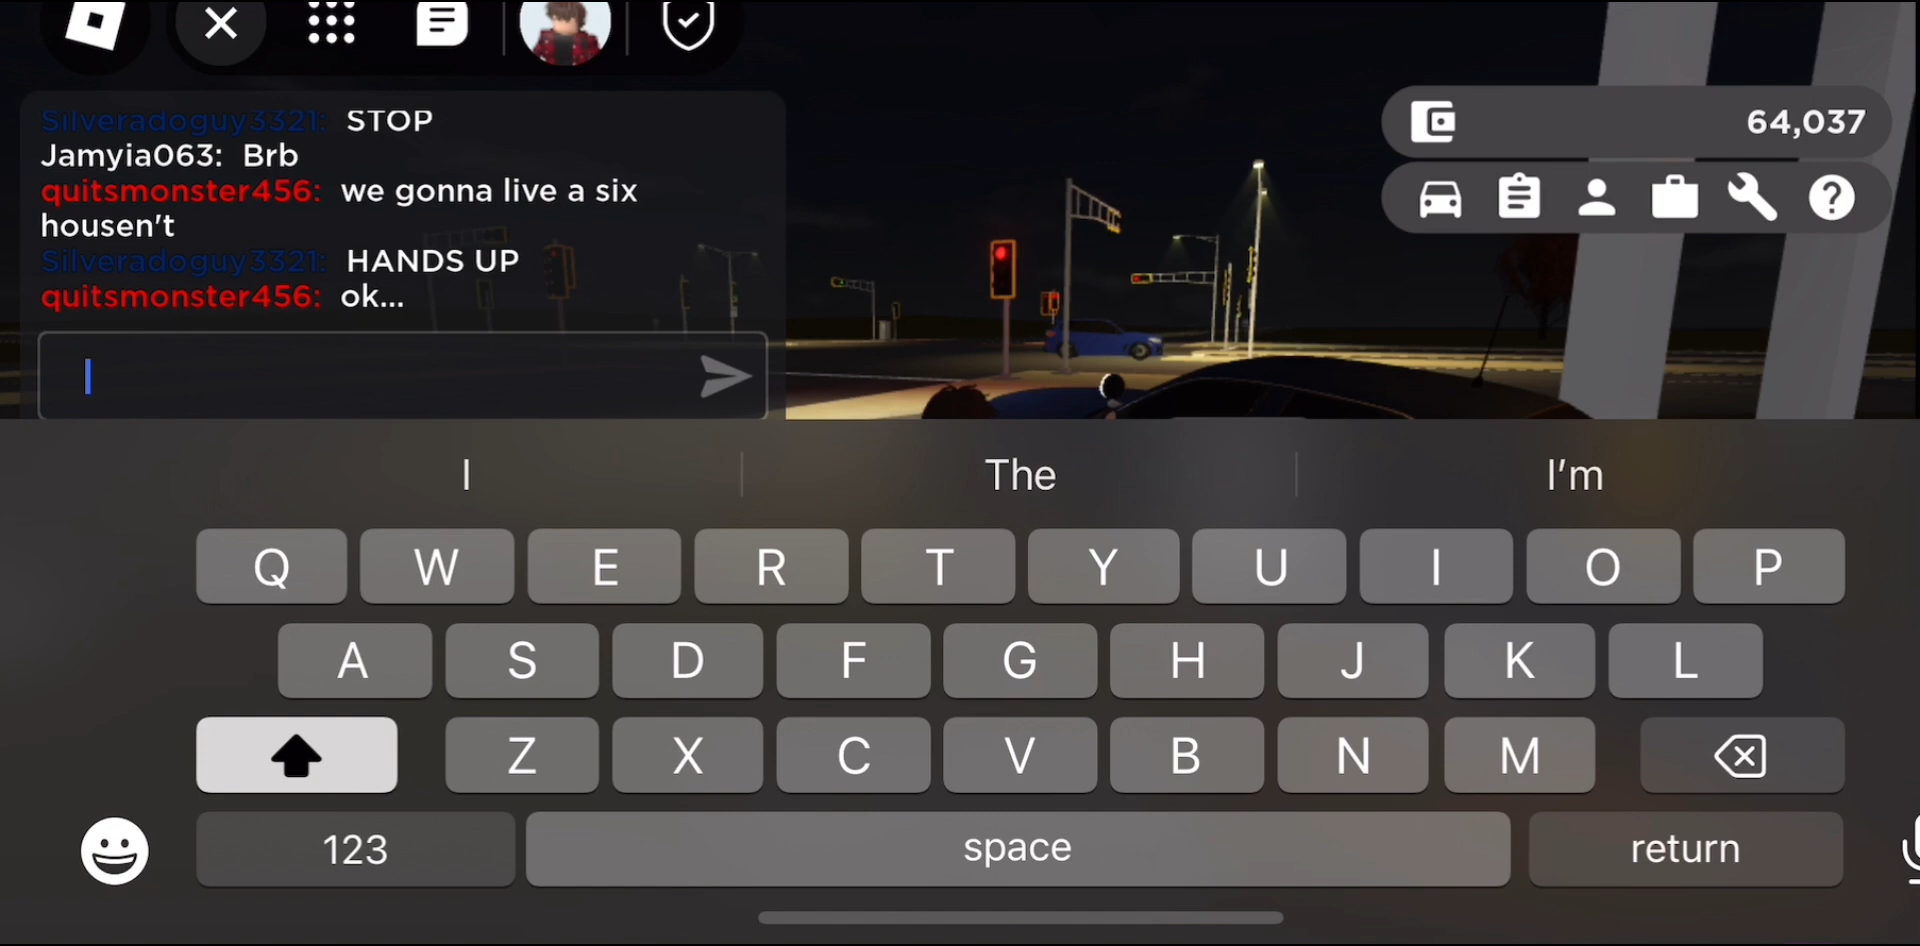 Silveradoguy3321: STOP
Jamyia063: Brb
quitsmonster456: we gonna live a six
housen't
Silveradoguy3321: HANDS UP
quitsmonster456: ok...
64,037
I The I'm
Q W E R T Y U I O P
A S D F G H J K L
Z X C V B N M
123 space return